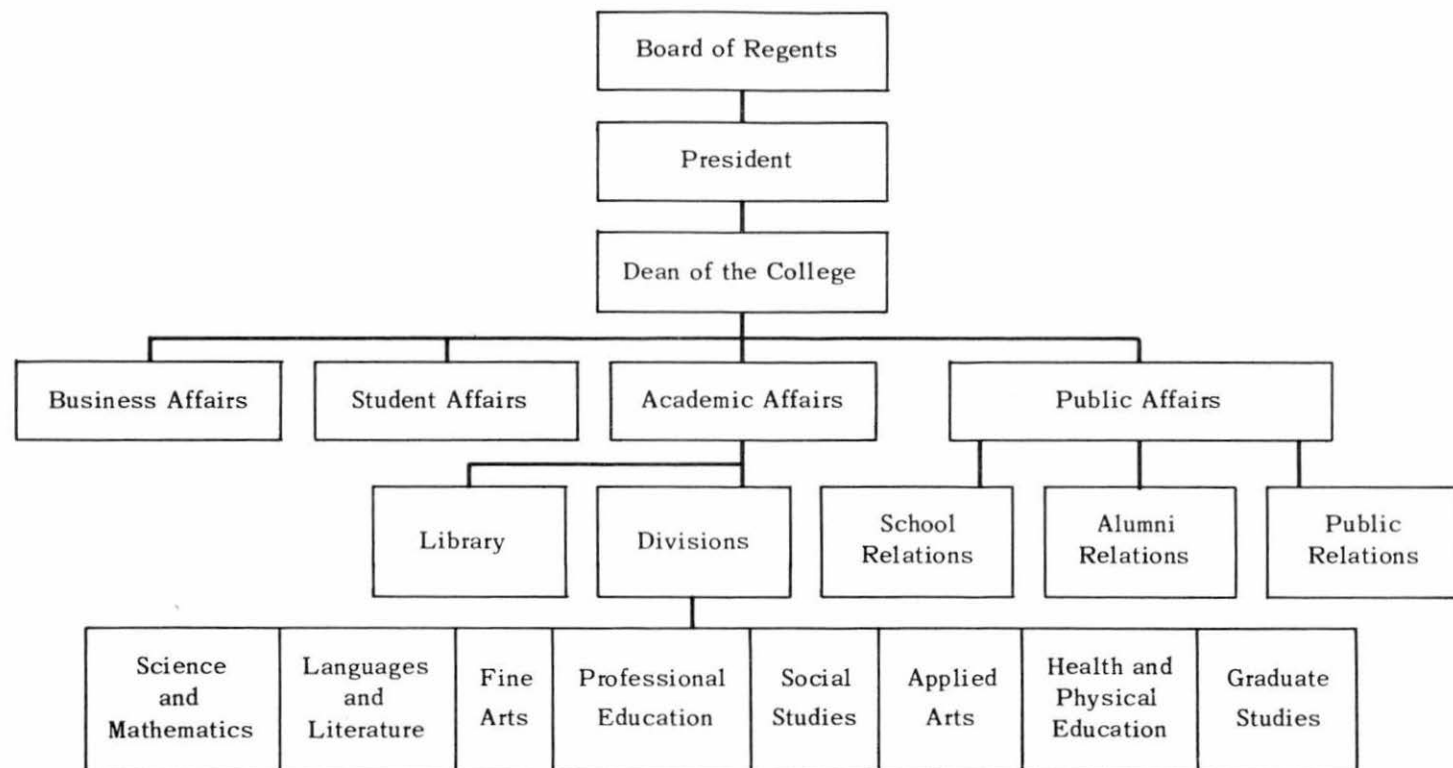 Board of Regents
President
Dean of the College
Business Affairs
Student Affairs
Academic Affairs
Public Affairs
Library
Divisions
School
Relations
Alumni
Relations
Public
Relations
Science
and
Mathematics
Languages
and
Literature
Fine
Arts
Professional
Education
Social
Studies
Applied
Arts
Health and
Physical
Education
Graduate
Studies